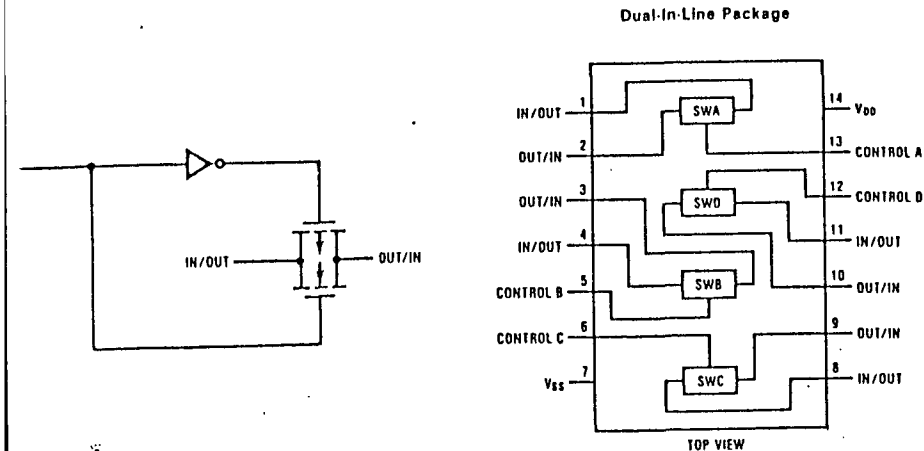 Dual-In-Line Package
IN/OUT
OUT/IN
1
IN/OUT
SWA
14
VDD
2
OUT/IN
13
CONTROL A
3
OUT/IN
SWD
12
CONTROL D
4
IN/OUT
11
IN/OUT
5
CONTROL B
SWB
10
OUT/IN
6
CONTROL C
9
OUT/IN
7
VSS
SWC
8
IN/OUT
TOP VIEW